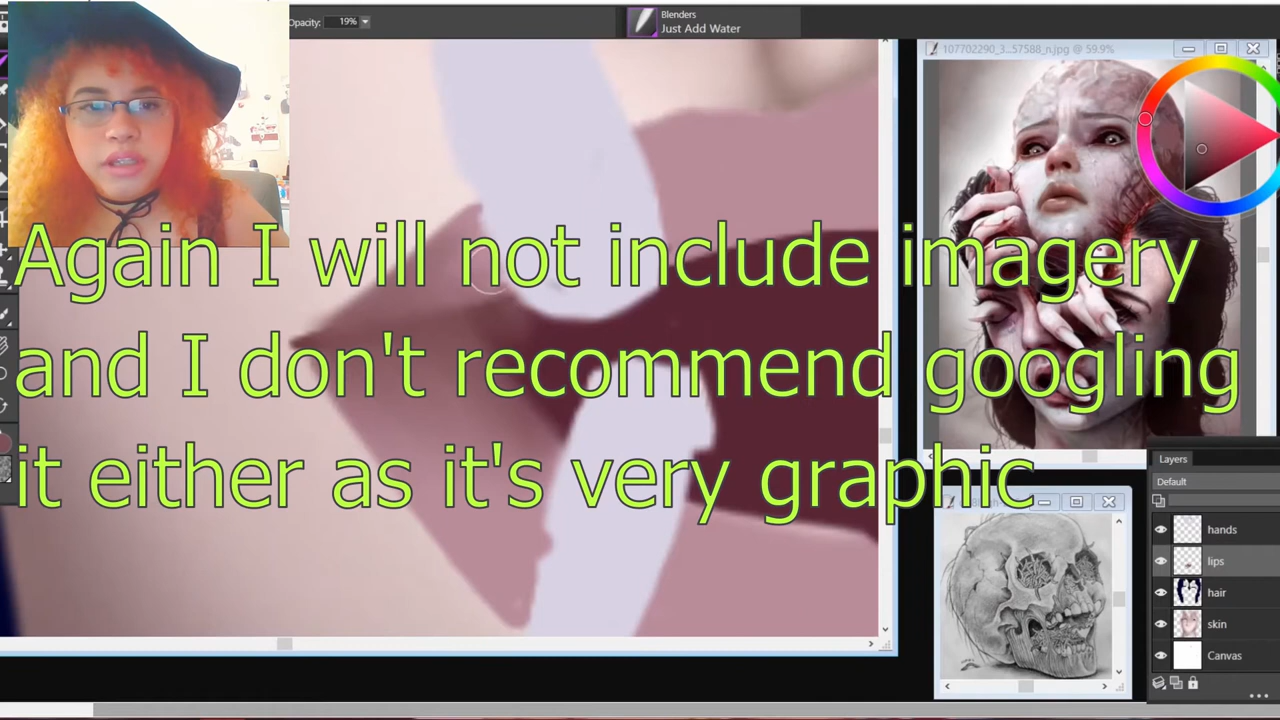 Opacity: 19%
Blenders
Just Add Water
107702290_3...57588_n.jpg @ 59.9%
Again I will not include imagery
and I don't recommend googling
it either as it's very graphic
Layers
Default
hands
lips
hair
skin
Canvas